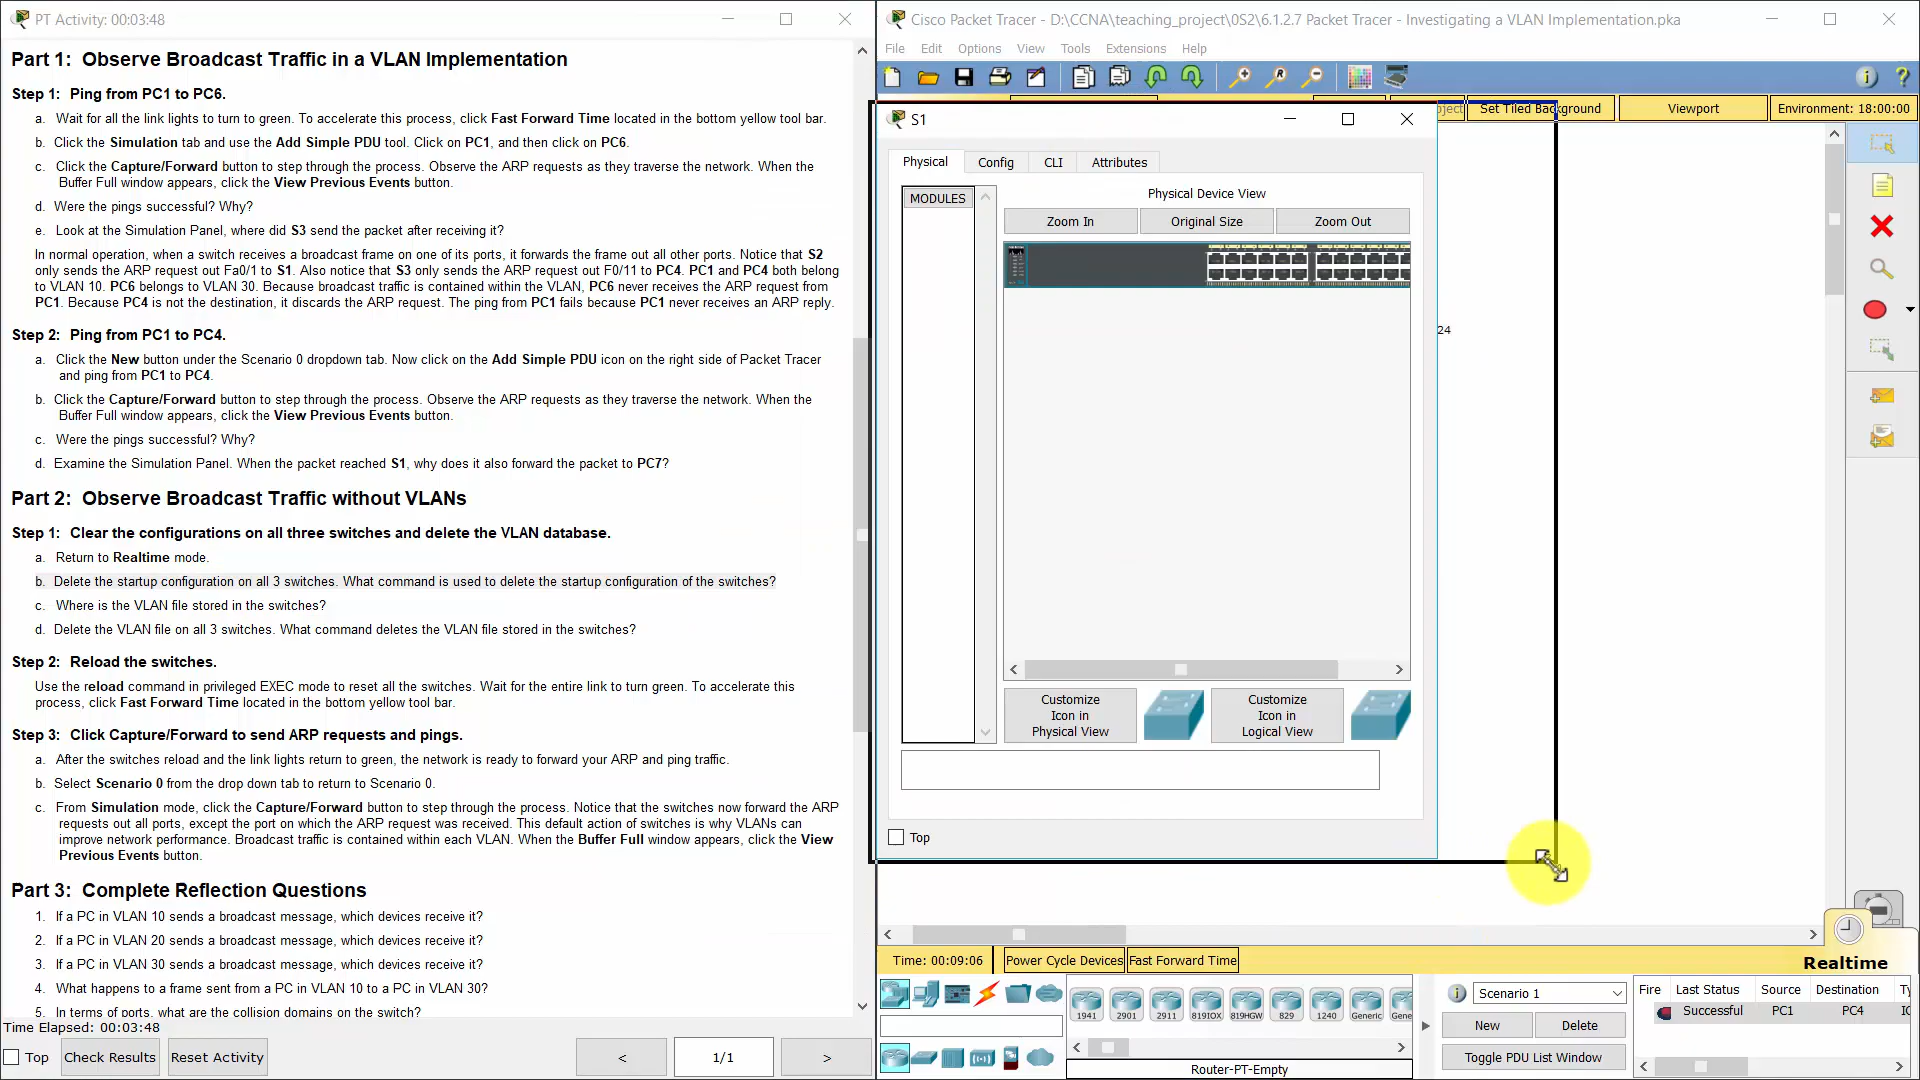 PT Activity: 00:03:48
Part 1: Observe Broadcast Traffic in a VLAN Implementation
Step 1: Ping from PC1 to PC6.
a. Wait for all the link lights to turn to green. To accelerate this process, click Fast Forward Time located in the bottom yellow tool bar.
b. Click the Simulation tab and use the Add Simple PDU tool. Click on PC1, and then click on PC6.
c. Click the Capture/Forward button to step through the process. Observe the ARP requests as they traverse the network. When the
Buffer Full window appears, click the View Previous Events button.
d. Were the pings successful? Why?
e. Look at the Simulation Panel, where did S3 send the packet after receiving it?
In normal operation, when a switch receives a broadcast frame on one of its ports, it forwards the frame out all other ports. Notice that S2
only sends the ARP request out Fa0/1 to S1. Also notice that S3 only sends the ARP request out F0/11 to PC4. PC1 and PC4 both belong
to VLAN 10. PC6 belongs to VLAN 30. Because broadcast traffic is contained within the VLAN, PC6 never receives the ARP request from
PC1. Because PC4 is not the destination, it discards the ARP request. The ping from PC1 fails because PC1 never receives an ARP reply.
Step 2: Ping from PC1 to PC4.
a. Click the New button under the Scenario 0 dropdown tab. Now click on the Add Simple PDU icon on the right side of Packet Tracer
and ping from PC1 to PC4.
b. Click the Capture/Forward button to step through the process. Observe the ARP requests as they traverse the network. When the
Buffer Full window appears, click the View Previous Events button.
c. Were the pings successful? Why?
d. Examine the Simulation Panel. When the packet reached S1, why does it also forward the packet to PC7?
Part 2: Observe Broadcast Traffic without VLANs
Step 1: Clear the configurations on all three switches and delete the VLAN database.
a. Return to Realtime mode.
b. Delete the startup configuration on all 3 switches. What command is used to delete the startup configuration of the switches?
c. Where is the VLAN file stored in the switches?
d. Delete the VLAN file on all 3 switches. What command deletes the VLAN file stored in the switches?
Step 2: Reload the switches.
Use the reload command in privileged EXEC mode to reset all the switches. Wait for the entire link to turn green. To accelerate this
process, click Fast Forward Time located in the bottom yellow tool bar.
Step 3: Click Capture/Forward to send ARP requests and pings.
a. After the switches reload and the link lights return to green, the network is ready to forward your ARP and ping traffic.
b. Select Scenario 0 from the drop down tab to return to Scenario 0.
c. From Simulation mode, click the Capture/Forward button to step through the process. Notice that the switches now forward the ARP
requests out all ports, except the port on which the ARP request was received. This default action of switches is why VLANs can
improve network performance. Broadcast traffic is contained within each VLAN. When the Buffer Full window appears, click the View
Previous Events button.
Part 3: Complete Reflection Questions
1. If a PC in VLAN 10 sends a broadcast message, which devices receive it?
2. If a PC in VLAN 20 sends a broadcast message, which devices receive it?
3. If a PC in VLAN 30 sends a broadcast message, which devices receive it?
4. What happens to a frame sent from a PC in VLAN 10 to a PC in VLAN 30?
5. In terms of ports, what are the collision domains on the switch?
Time Elapsed: 00:03:48
Top
Check Results
Reset Activity
<
1/1
>
Cisco Packet Tracer - D:\CCNA\teaching_project\0S2\6.1.2.7 Packet Tracer - Investigating a VLAN Implementation.pka
File Edit Options View Tools Extensions Help
Set Tiled Background
Viewport
Environment: 18:00:00
S1
Physical Config CLI Attributes
MODULES
Physical Device View
Zoom In
Original Size
Zoom Out
24
Customize
Icon in
Physical View
Customize
Icon in
Logical View
Top
Time: 00:09:06
Power Cycle Devices
Fast Forward Time
Realtime
1941
2901
2911
819IOX
819HGW
829
1240
Generic
Gene
Router-PT-Empty
Scenario 1
New
Delete
Toggle PDU List Window
Fire Last Status Source Destination Ty
Successful PC1 PC4 IC